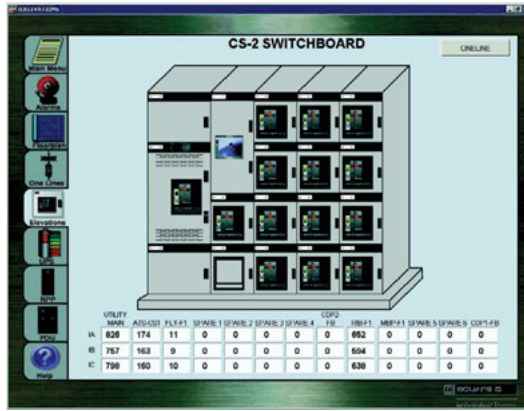 ELEVATIONS
CS-2 SWITCHBOARD
ONELINE
Main Menu
Alarms
Floorplan
One Lines
Elevations
UPS
RPP
PDU
Help
UTILITY MAIN ATS-CS1 FLY-F1 SPARE 1 SPARE 2 SPARE 3 SPARE 4 CDP2-FB RIB-F1 MBP-F1 SPARE 5 SPARE 6 CDP1-FB
IA 826 174 11 0 0 0 0 0 652 0 0 0 0
IB 757 163 9 0 0 0 0 0 594 0 0 0 0
IC 798 160 10 0 0 0 0 0 638 0 0 0 0
SQUARE D